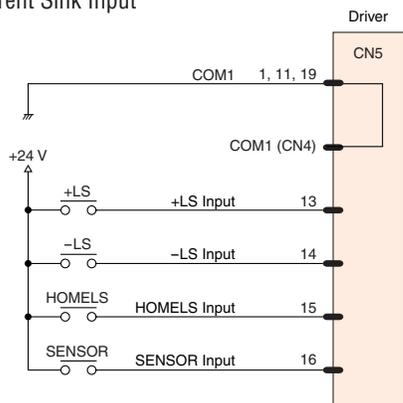 rent Sink Input
Driver
CN5
COM1 1, 11, 19
COM1 (CN4)
+24 V
+LS
+LS Input 13
–LS
–LS Input 14
HOMELS
HOMELS Input 15
SENSOR
SENSOR Input 16